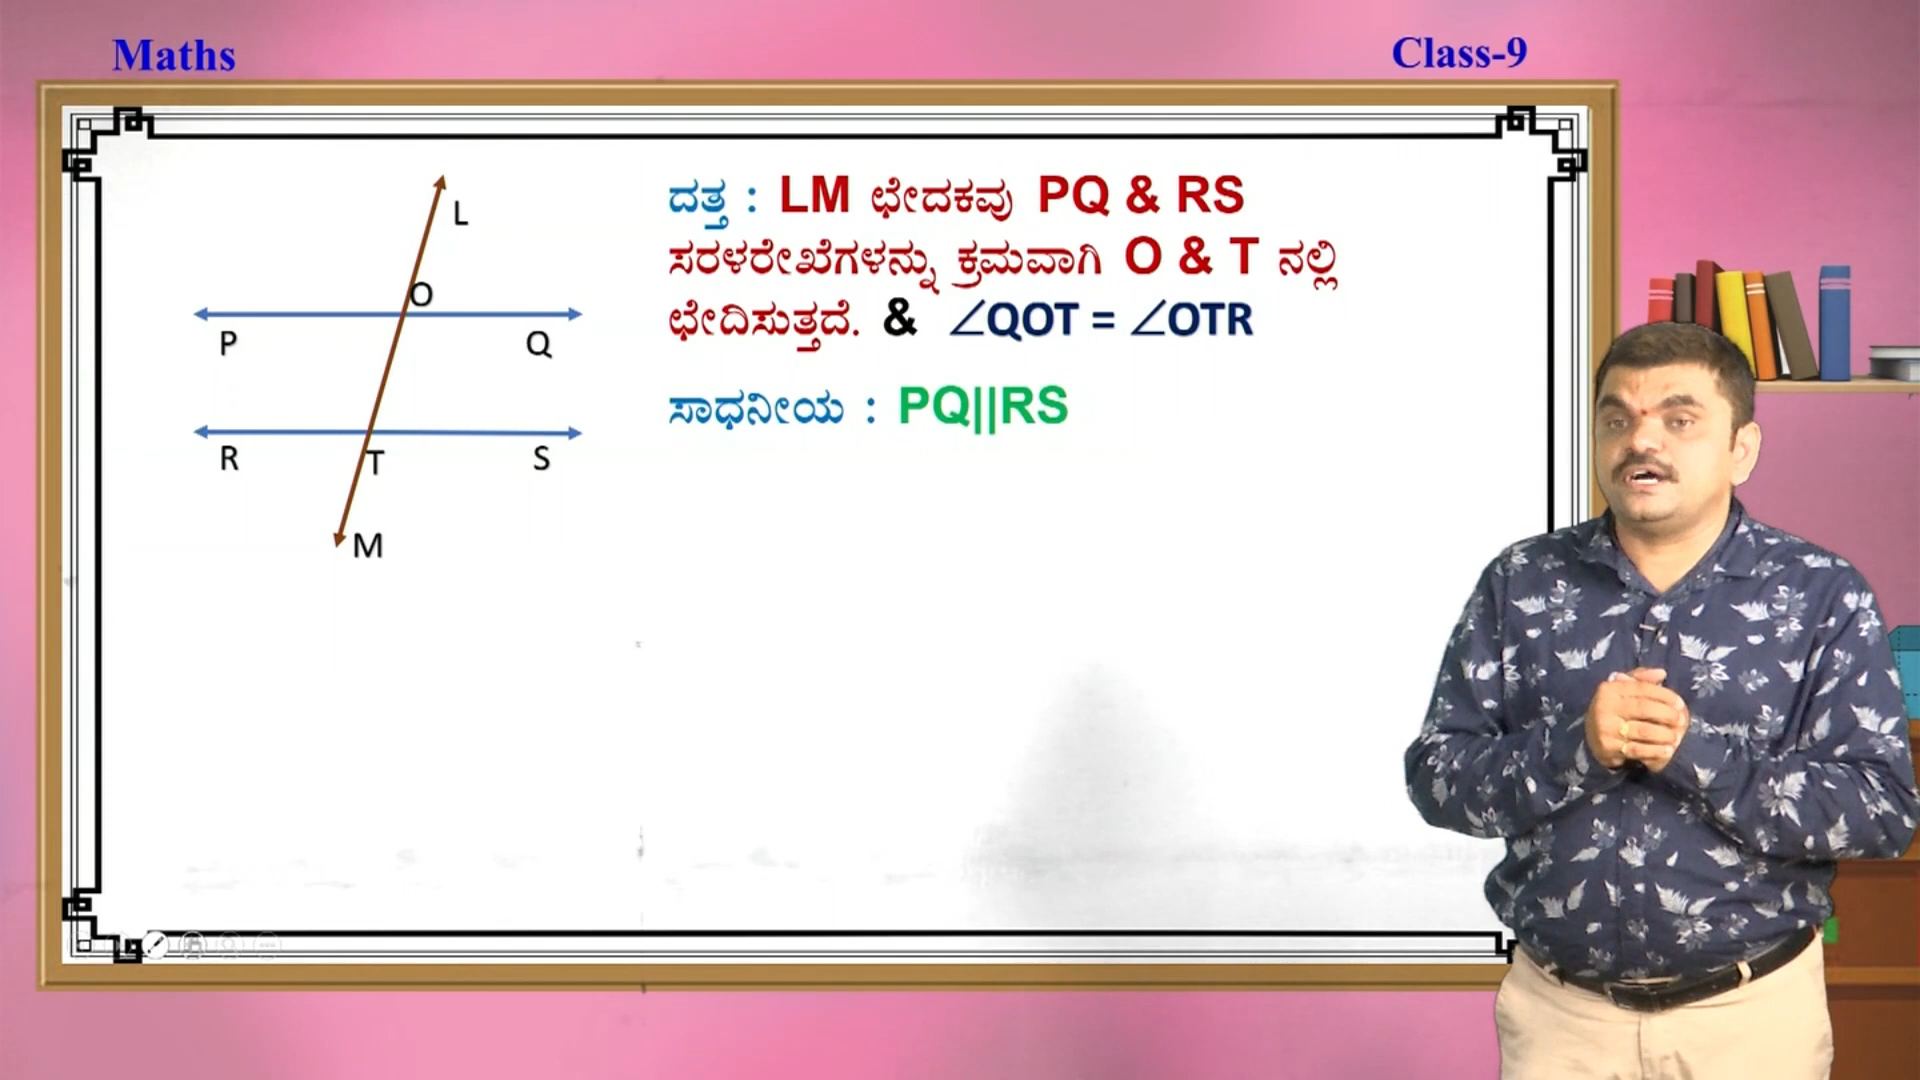 Maths
Class-9
ದತ್ತ : LM ಛೇದಕವು PQ & RS
ಸರಳರೇಖೆಗಳನ್ನು ಕ್ರಮವಾಗಿ O & T ನಲ್ಲಿ
ಛೇದಿಸುತ್ತದೆ. & ∠QOT = ∠OTR
ಸಾಧನೀಯ : PQ||RS
L
O
P
Q
R
T
S
M